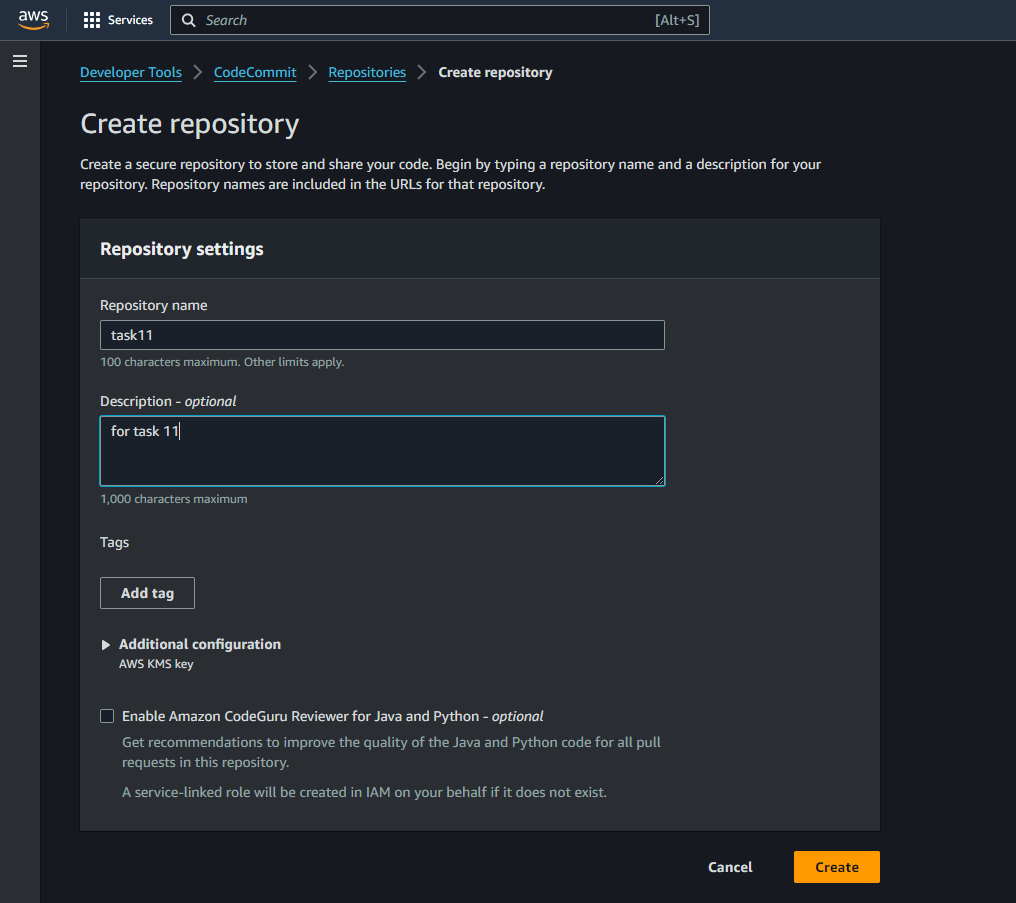 aws
Services
Search
[Alt+S]
Developer Tools
CodeCommit
Repositories
Create repository
Create repository
Create a secure repository to store and share your code. Begin by typing a repository name and a description for your
repository. Repository names are included in the URLs for that repository.
Repository settings
Repository name
task11
100 characters maximum. Other limits apply.
Description - optional
for task 11
1,000 characters maximum
Tags
Add tag
Additional configuration
AWS KMS key
Enable Amazon CodeGuru Reviewer for Java and Python - optional
Get recommendations to improve the quality of the Java and Python code for all pull
requests in this repository.
A service-linked role will be created in IAM on your behalf if it does not exist.
Cancel
Create